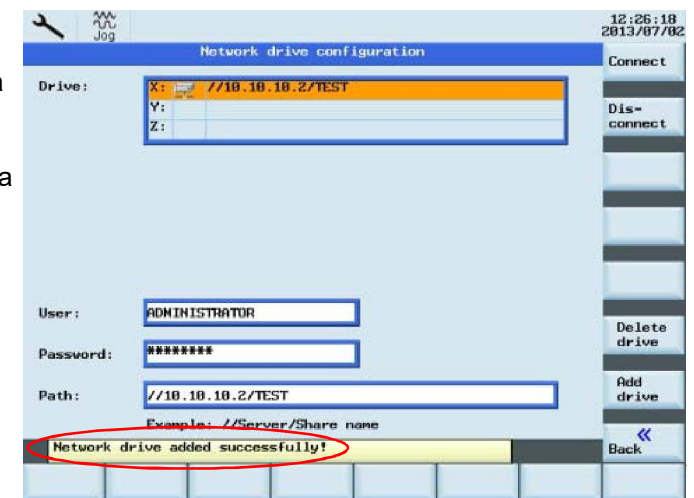 Jog
12:26:18
2013/07/02
Network drive configuration
Connect
a
Drive:
X: //10.10.10.2/TEST
Y:
Z:
Dis-
connect
a
User:
ADMINISTRATOR
Delete
drive
Password:
********
Path:
//10.10.10.2/TEST
Add
drive
Example: //Server/Share name
Network drive added successfully!
«
Back